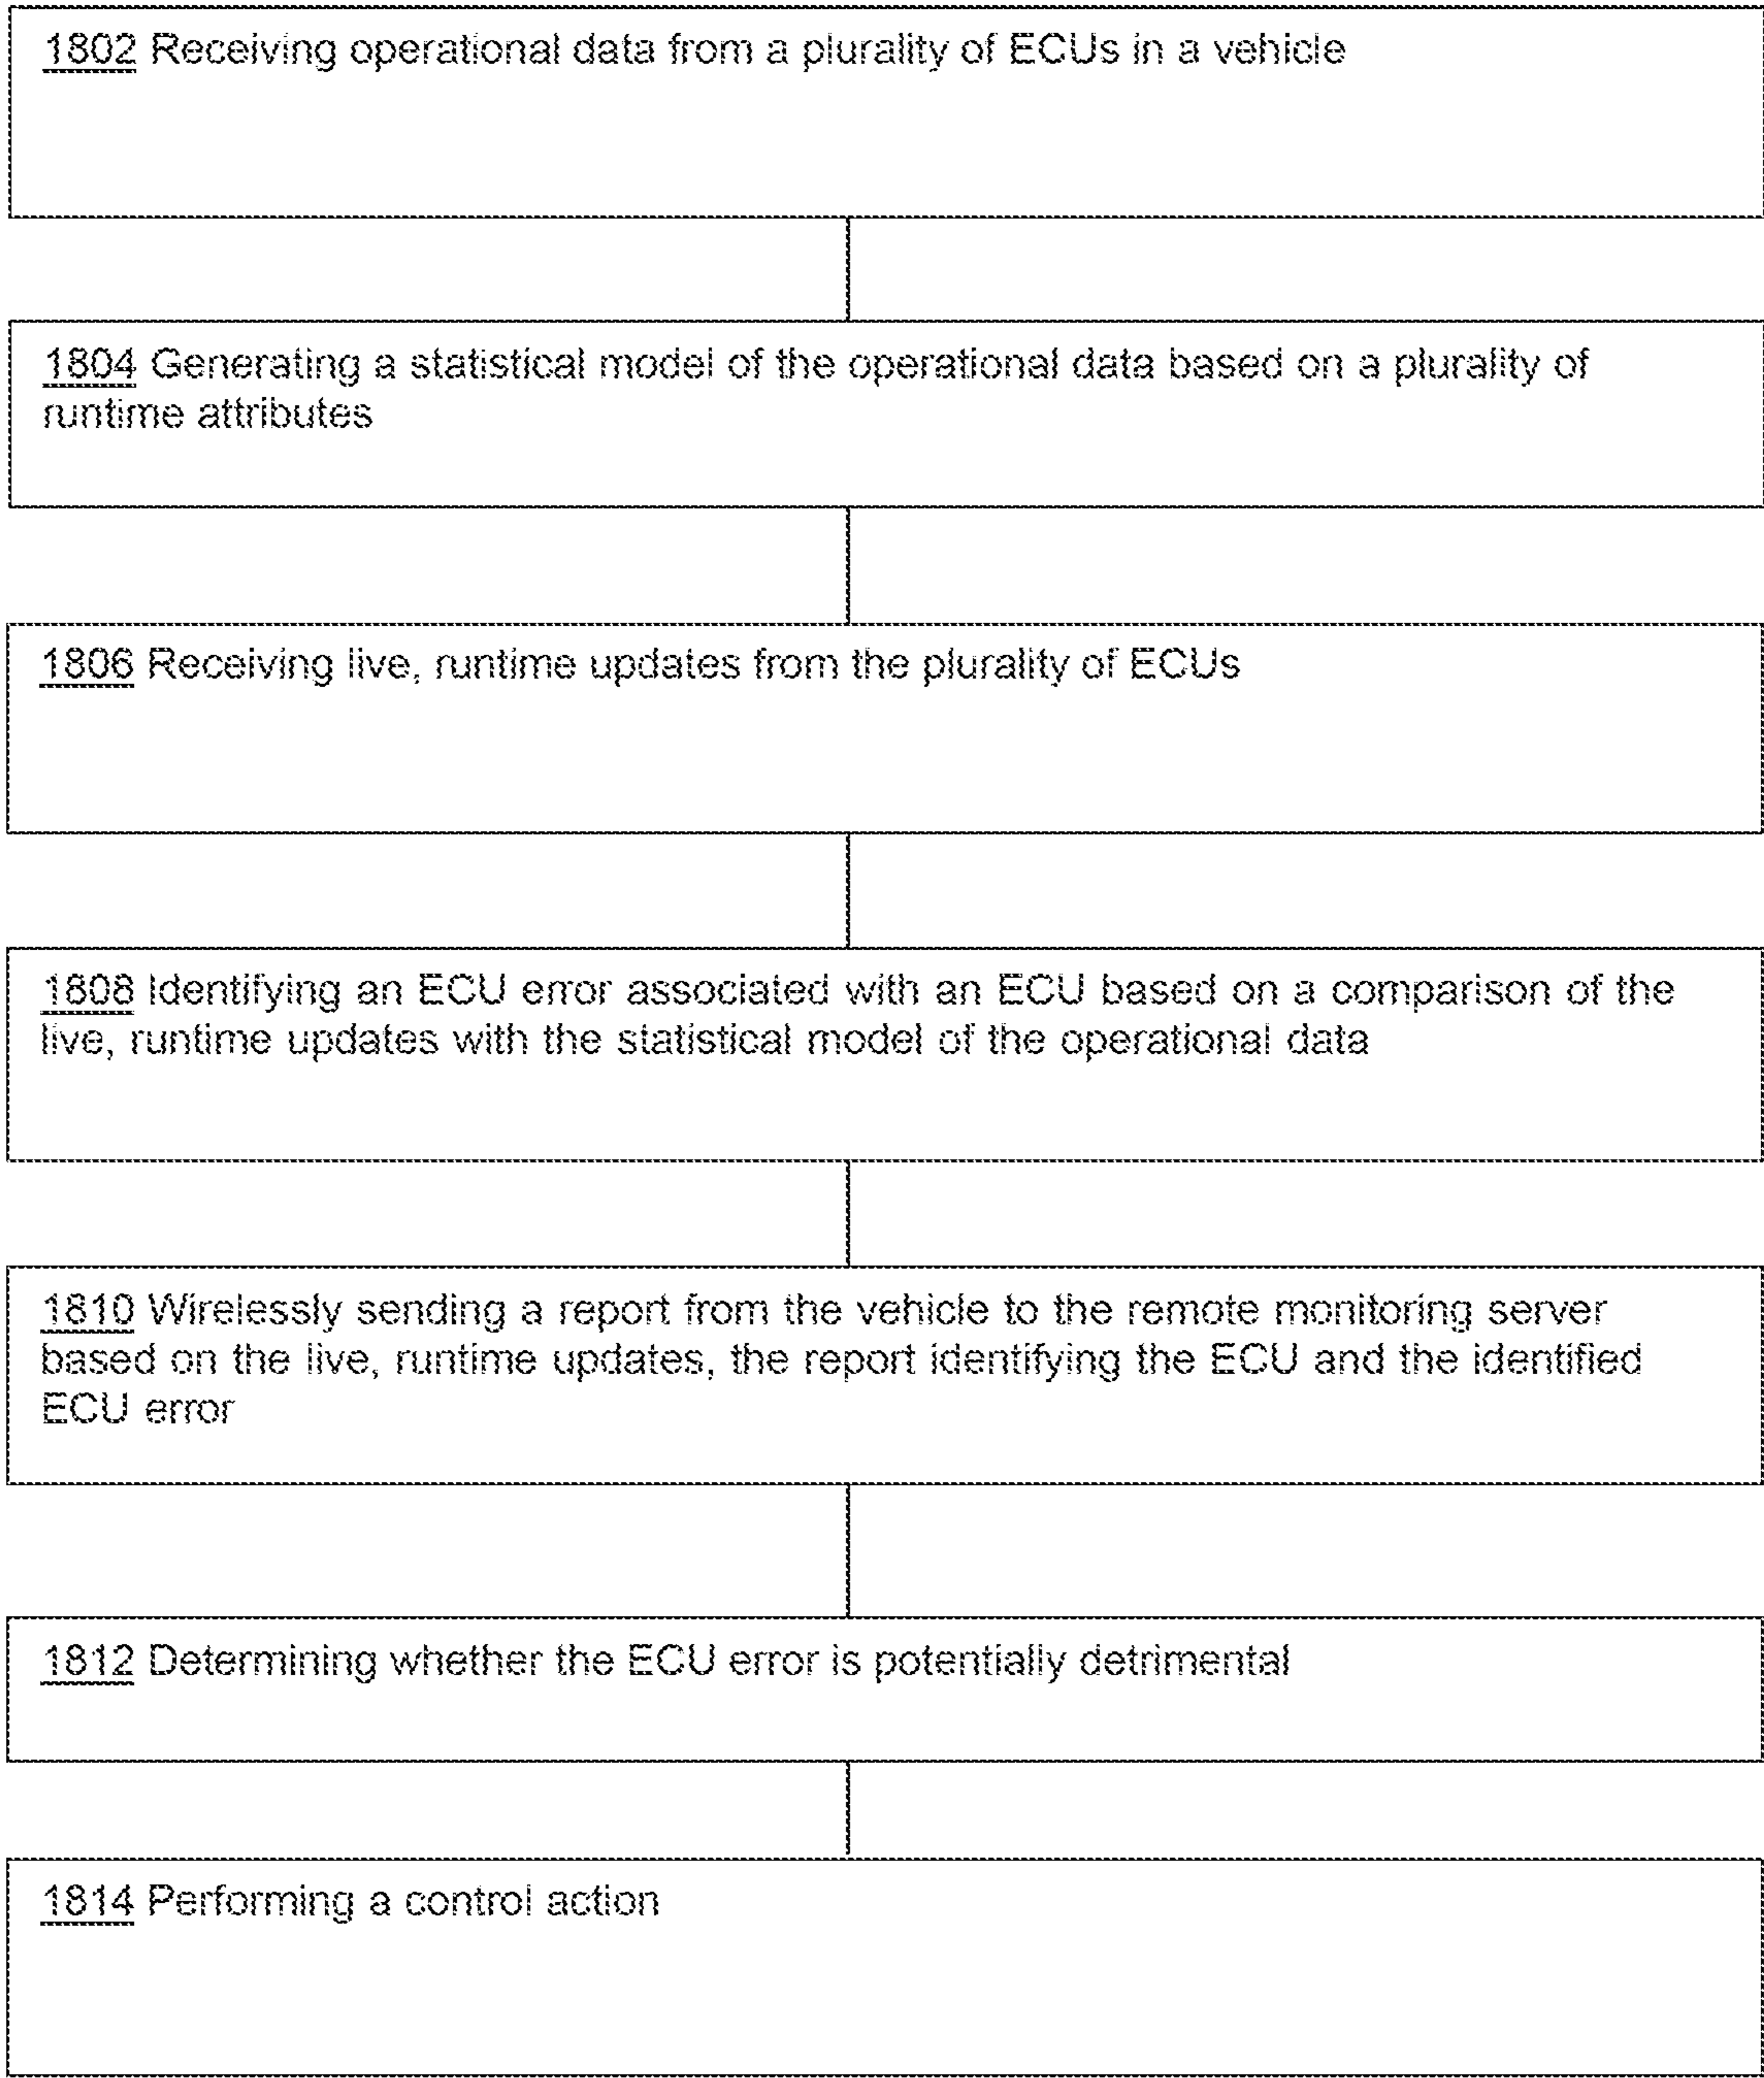 1802 Receiving operational data from a plurality of ECUs in a vehicle
1804 Generating a statistical model of the operational data based on a plurality of
runtime attributes
1806 Receiving live, runtime updates from the plurality of ECUs
1808 Identifying an ECU error associated with an ECU based on a comparison of the
live, runtime updates with the statistical model of the operational data
1810 Wirelessly sending a report from the vehicle to the remote monitoring server
based on the live, runtime updates, the report identifying the ECU and the identified
ECU error
1812 Determining whether the ECU error is potentially detrimental
1814 Performing a control action